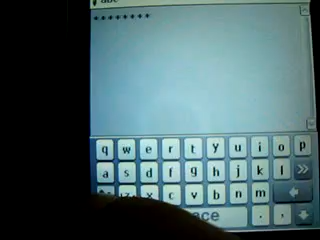 abc
********
q w e r t y u i o p
a s d f g h j k l »
z x c v b n m
ace . ,